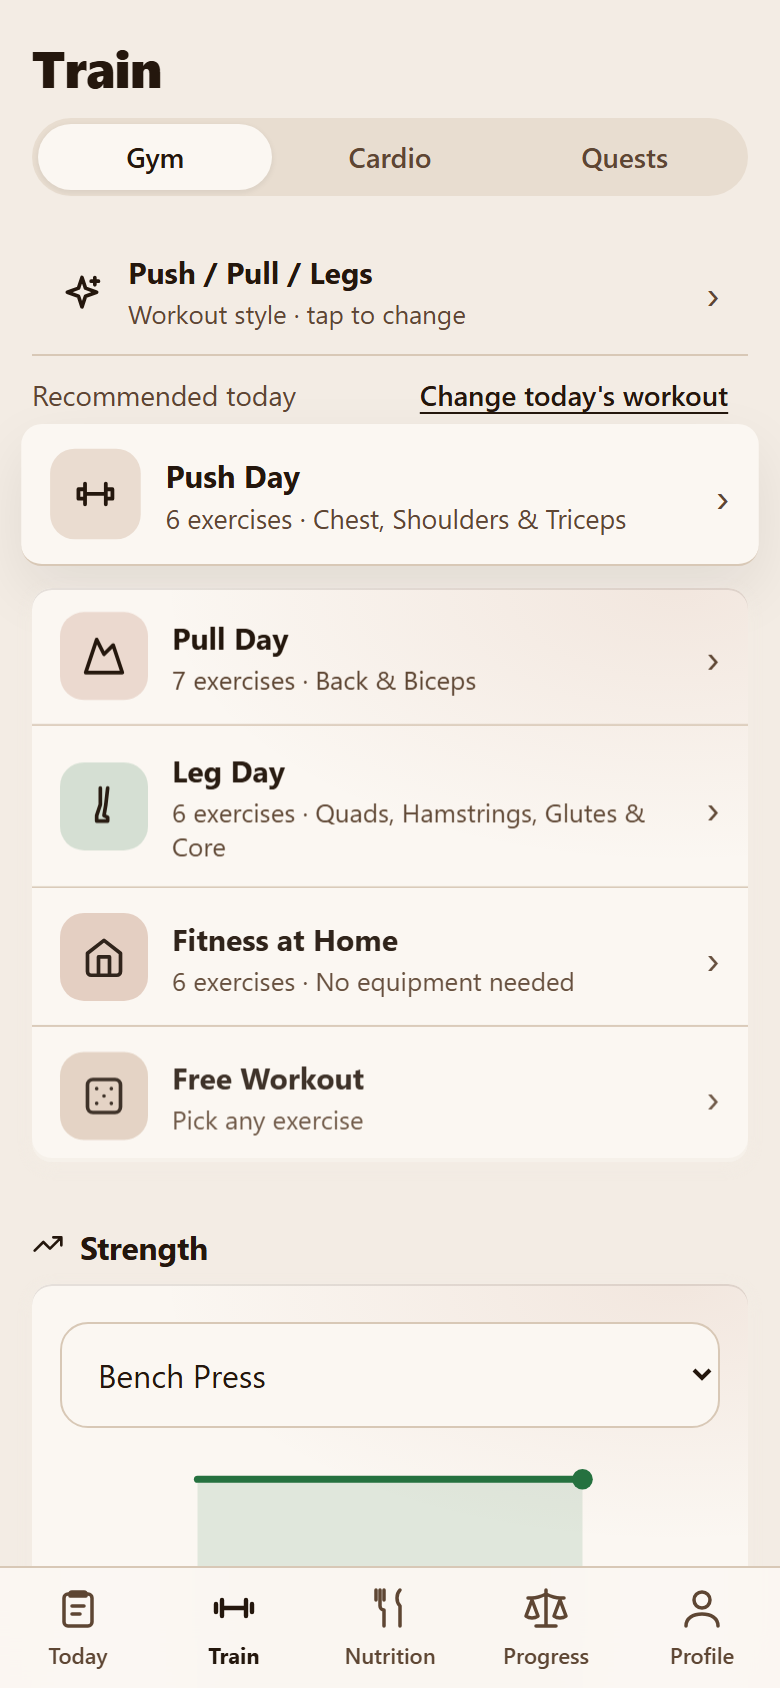 Train
Gym
Cardio
Quests
Push / Pull / Legs
Workout style · tap to change
Recommended today
Change today's workout
Push Day
6 exercises · Chest, Shoulders & Triceps
Pull Day
7 exercises · Back & Biceps
Leg Day
6 exercises · Quads, Hamstrings, Glutes &
Core
Fitness at Home
6 exercises · No equipment needed
Free Workout
Pick any exercise
Strength
Bench Press
Today
Train
Nutrition
Progress
Profile